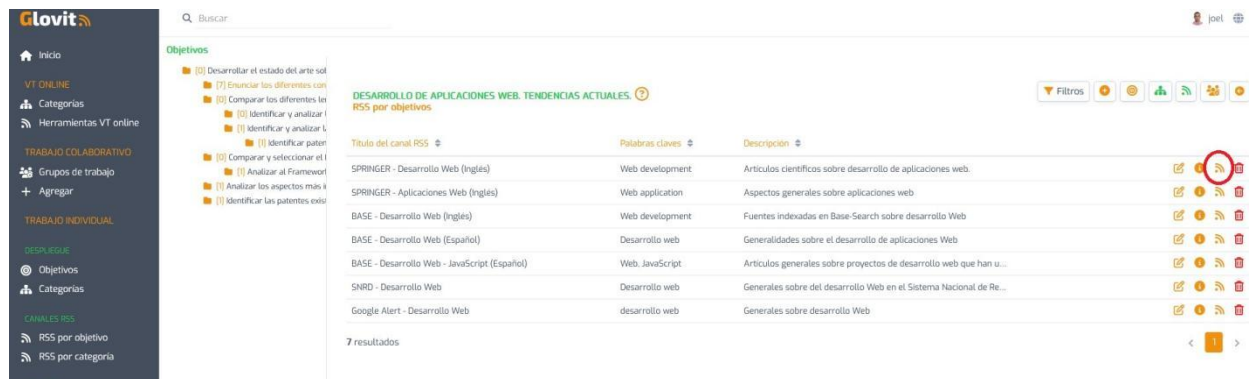 Glovit
Buscar
joel
Inicio
VT ONLINE
Categorías
Herramientas VT online
TRABAJO COLABORATIVO
Grupos de trabajo
+ Agregar
TRABAJO INDIVIDUAL
DESPLIEGUE
Objetivos
Categorías
CANALES RSS
RSS por objetivo
RSS por categoría
Objetivos
[0] Desarrollar el estado del arte sol
[7] Enunciar los diferentes con
[0] Comparar los diferentes le
[0] Identificar y analizar
[1] Identificar y analizar
[1] Identificar paten
[0] Comparar y seleccionar el
[1] Analizar al Framewor
[1] Analizar los aspectos más
[1] Identificar las patentes exis
DESARROLLO DE APLICACIONES WEB. TENDENCIAS ACTUALES. ?
RSS por objetivos
Filtros
Título del canal RSS Palabras claves Descripción
SPRINGER - Desarrollo Web (Inglés) Web development Artículos científicos sobre desarrollo de aplicaciones web.
SPRINGER - Aplicaciones Web (Inglés) Web application Aspectos generales sobre aplicaciones web
BASE - Desarrollo Web (Inglés) Web development Fuentes indexadas en Base-Search sobre desarrollo Web
BASE - Desarrollo Web (Español) Desarrollo web Generalidades sobre el desarrollo de aplicaciones Web
BASE - Desarrollo Web - JavaScript (Español) Web, JavaScript Artículos generales sobre proyectos de desarrollo web que han u...
SNRD - Desarrollo Web Desarrollo web Generales sobre del desarrollo Web en el Sistema Nacional de Re...
Google Alert - Desarrollo Web desarrollo web Generales sobre desarrollo Web
7 resultados
< 1 >